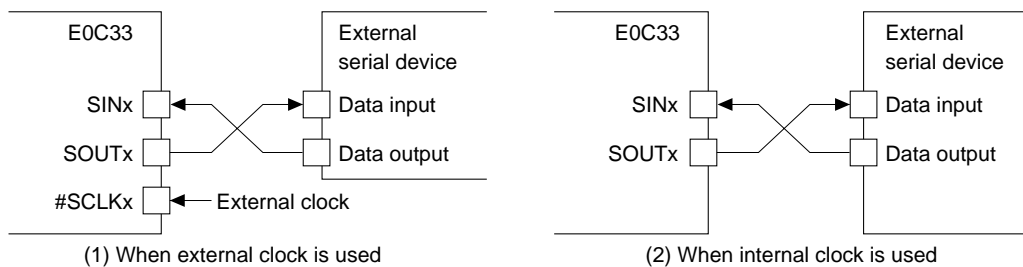 E0C33
SINx
SOUTx
#SCLKx
External
serial device
Data input
Data output
External clock
(1) When external clock is used
E0C33
SINx
SOUTx
External
serial device
Data input
Data output
(2) When internal clock is used